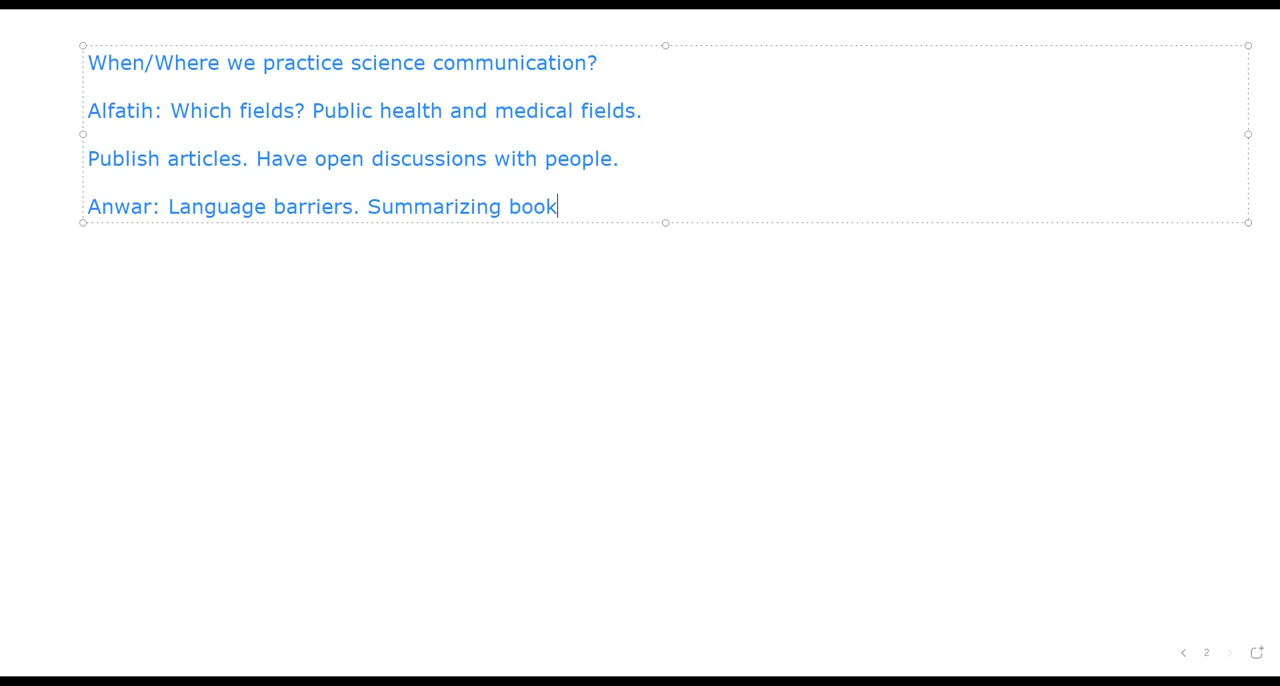 When/Where we practice science communication?
Alfatih: Which fields? Public health and medical fields.
Publish articles. Have open discussions with people.
Anwar: Language barriers. Summarizing book
2